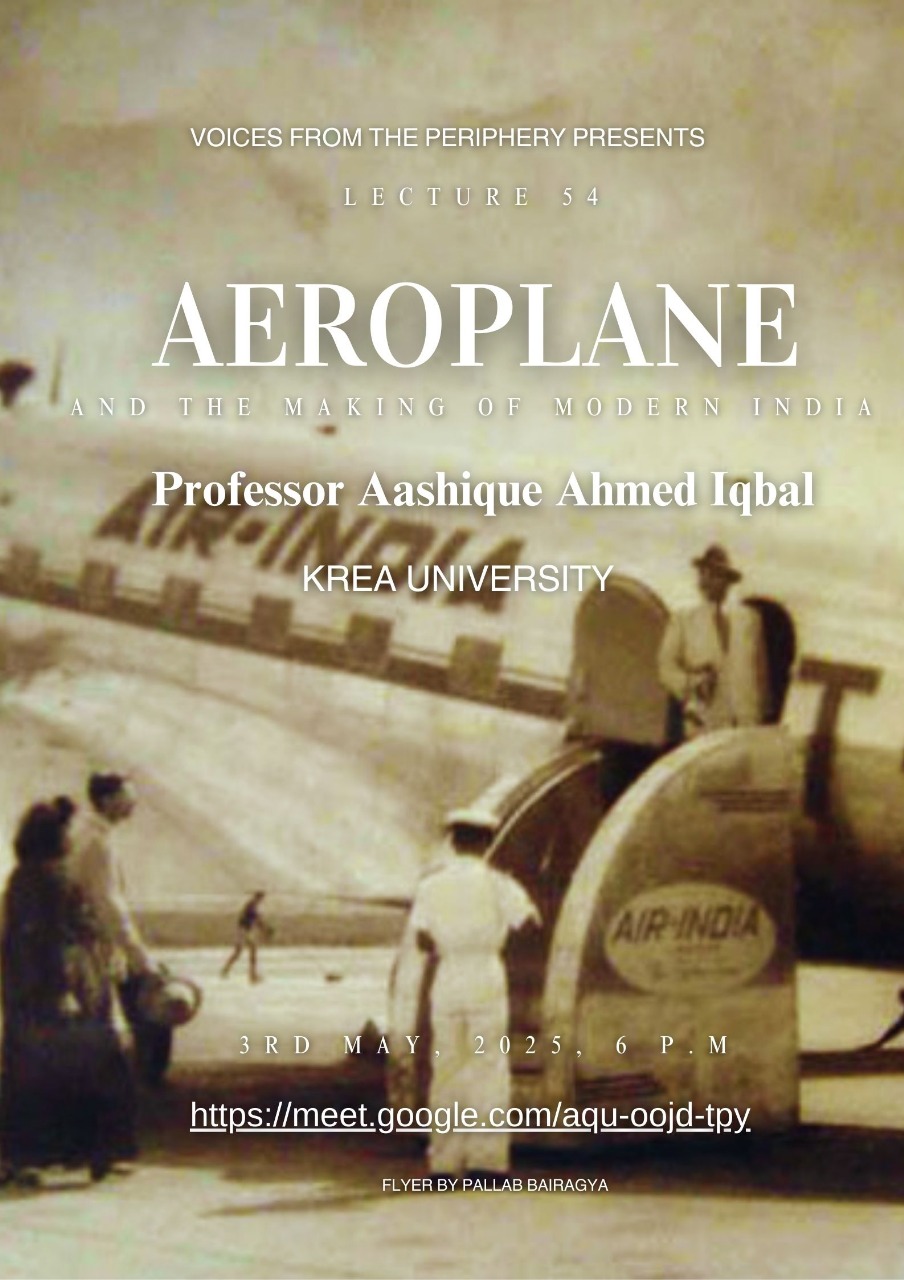 VOICES FROM THE PERIPHERY PRESENTS
LECTURE 54
AEROPLANE
AND THE MAKING OF MODERN INDIA
Professor Aashique Ahmed Iqbal
AIR-INDIA
KREA UNIVERSITY
T
AIR-INDIA
3RD MAY, 2025, 6 P.M
https://meet.google.com/aqu-oojd-tpy
FLYER BY PALLAB BAIRAGYA